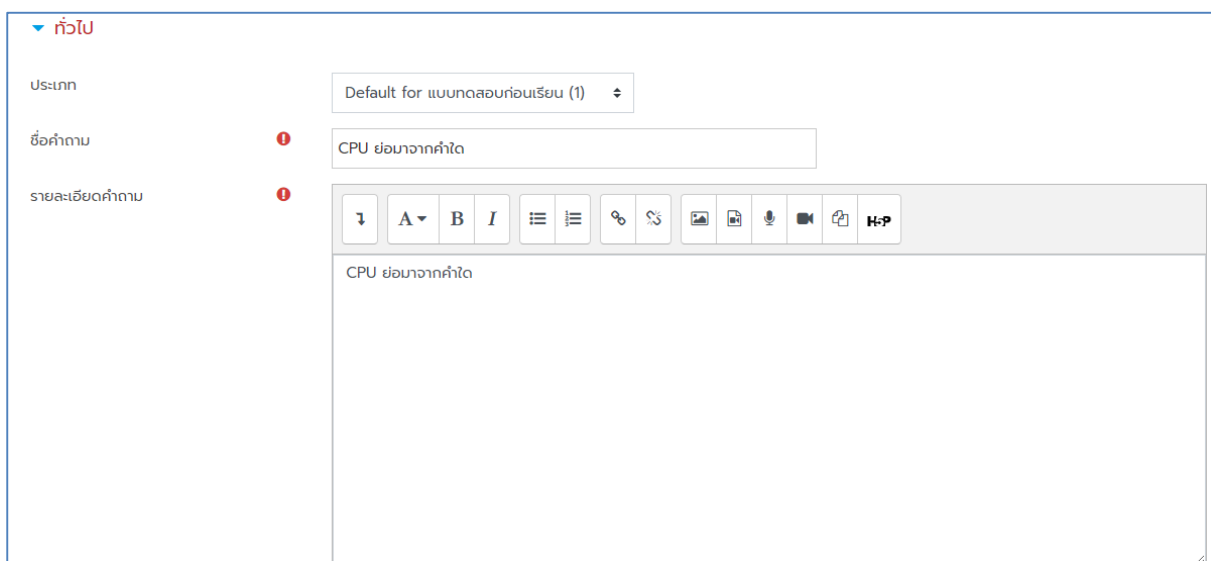 ทั่วไป
ประเภท
Default for แบบทดสอบก่อนเรียน (1)
ชื่อคำถาม
CPU ย่อมาจากคำใด
รายละเอียดคำถาม
A B I H5P
CPU ย่อมาจากคำใด